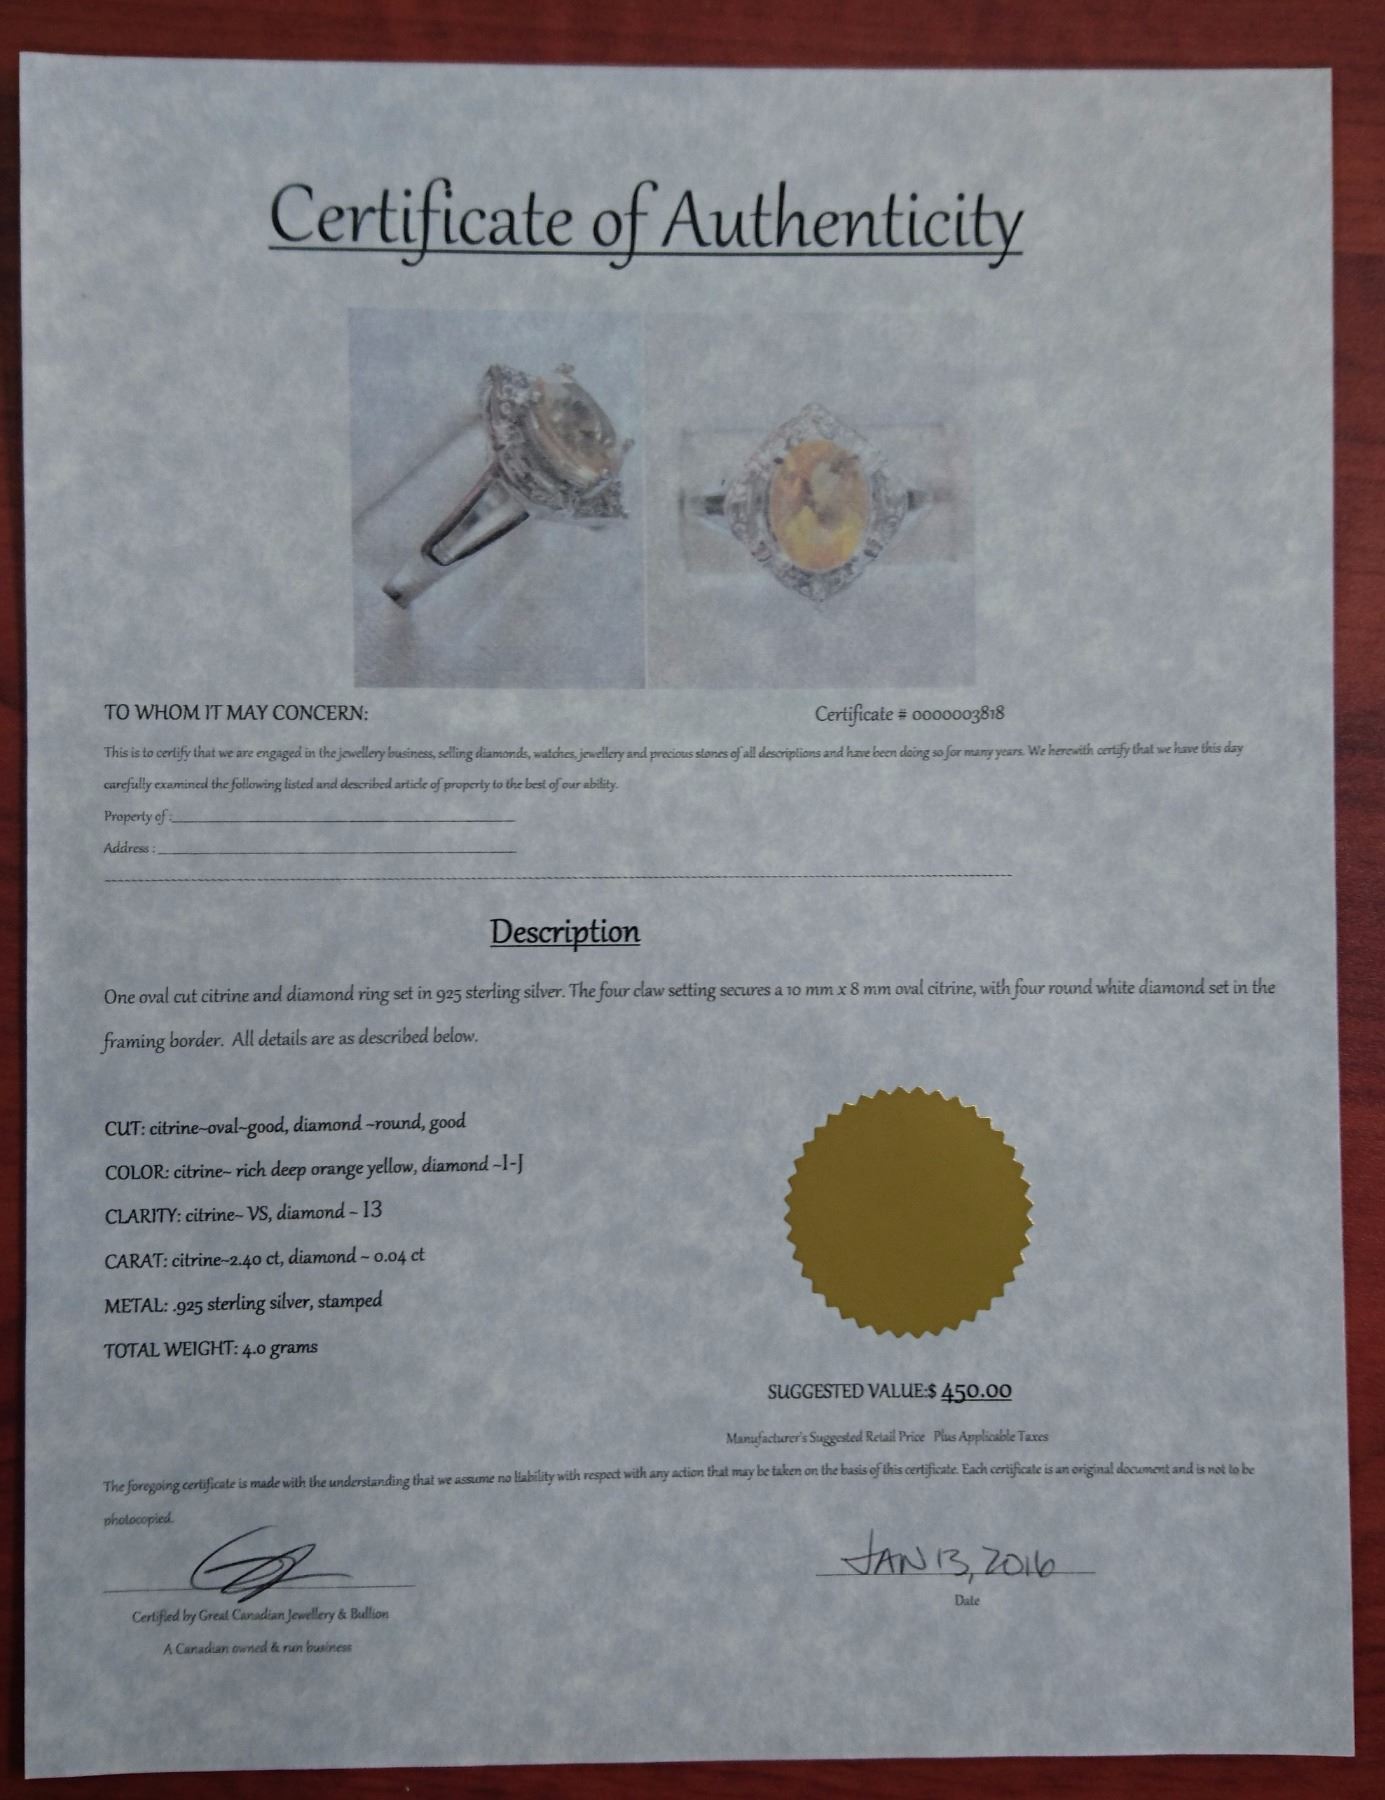 Certificate of Authenticity
TO WHOM IT MAY CONCERN:
Certificate # 0000003818
This is to certify that we are engaged in the jewellery business, selling diamonds, watches, jewellery and precious stones of all descriptions and have been doing so for many years. We herewith certify that we have this day
carefully examined the following listed and described article of property to the best of our ability.
Property of :
Address :
Description
One oval cut citrine and diamond ring set in 925 sterling silver. The four claw setting secures a 10 mm x 8 mm oval citrine, with four round white diamond set in the
framing border. All details are as described below.
CUT: citrine~oval~good, diamond ~round, good
COLOR: citrine~ rich deep orange yellow, diamond ~I-J
CLARITY: citrine~ VS, diamond ~ I3
CARAT: citrine~2.40 ct, diamond ~ 0.04 ct
METAL: .925 sterling silver, stamped
TOTAL WEIGHT: 4.0 grams
SUGGESTED VALUE:$ 450.00
Manufacturer's Suggested Retail Price Plus Applicable Taxes
The foregoing certificate is made with the understanding that we assume no liability with respect with any action that may be taken on the basis of this certificate. Each certificate is an original document and is not to be
photocopied.
JAN 13, 2016
Date
Certified by Great Canadian Jewellery & Bullion
A Canadian owned & run business